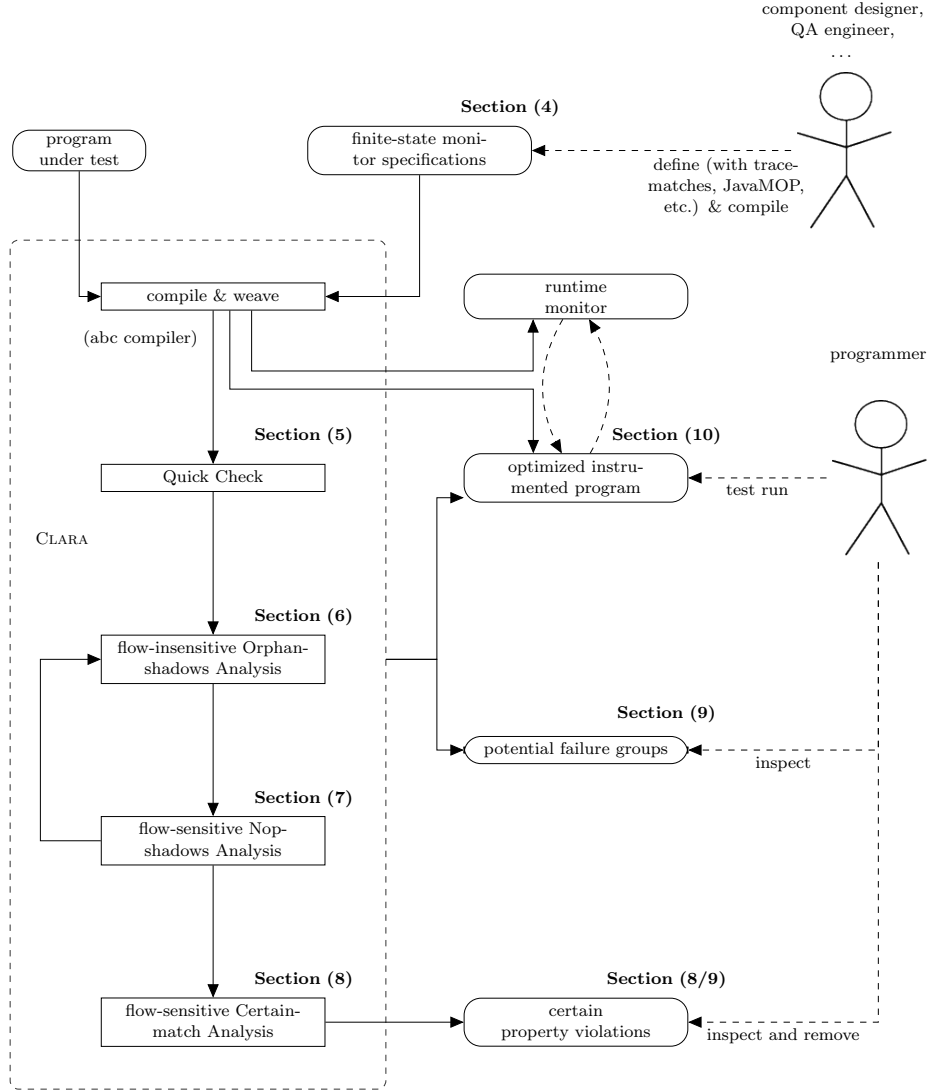 component designer,
QA engineer,
...
Section (4)
program
under test
finite-state moni-
tor specifications
define (with trace-
matches, JavaMOP,
etc.) & compile
compile & weave
(abc compiler)
runtime
monitor
programmer
Section (5)
Section (10)
Quick Check
optimized instru-
mented program
test run
CLARA
Section (6)
flow-insensitive Orphan-
shadows Analysis
Section (9)
potential failure groups
inspect
Section (7)
flow-sensitive Nop-
shadows Analysis
Section (8)
Section (8/9)
flow-sensitive Certain-
match Analysis
certain
property violations
inspect and remove